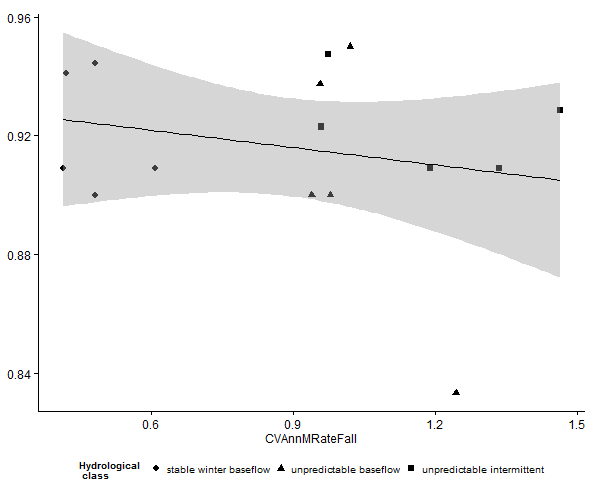 0.96
0.92
0.88
0.84
0.6 0.9 1.2 1.5
CVAnnMRateFall
Hydrological
class
stable winter baseflow unpredictable baseflow unpredictable intermittent